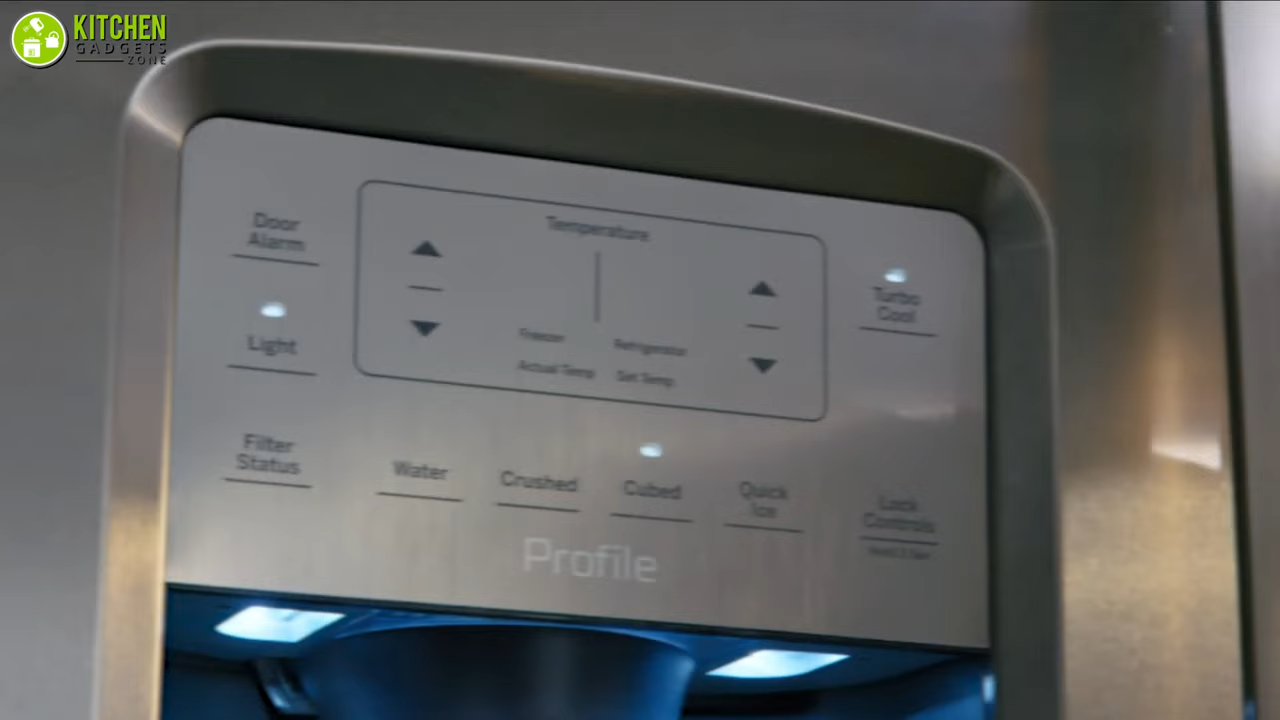 KITCHEN
GADGETS
ZONE
Door
Alarm
Temperature
Turbo
Cool
Light
Freezer
Refrigerator
Actual Temp
Set Temp
Filter
Status
Water
Crushed
Cubed
Quick
Ice
Lock
Controls
Profile